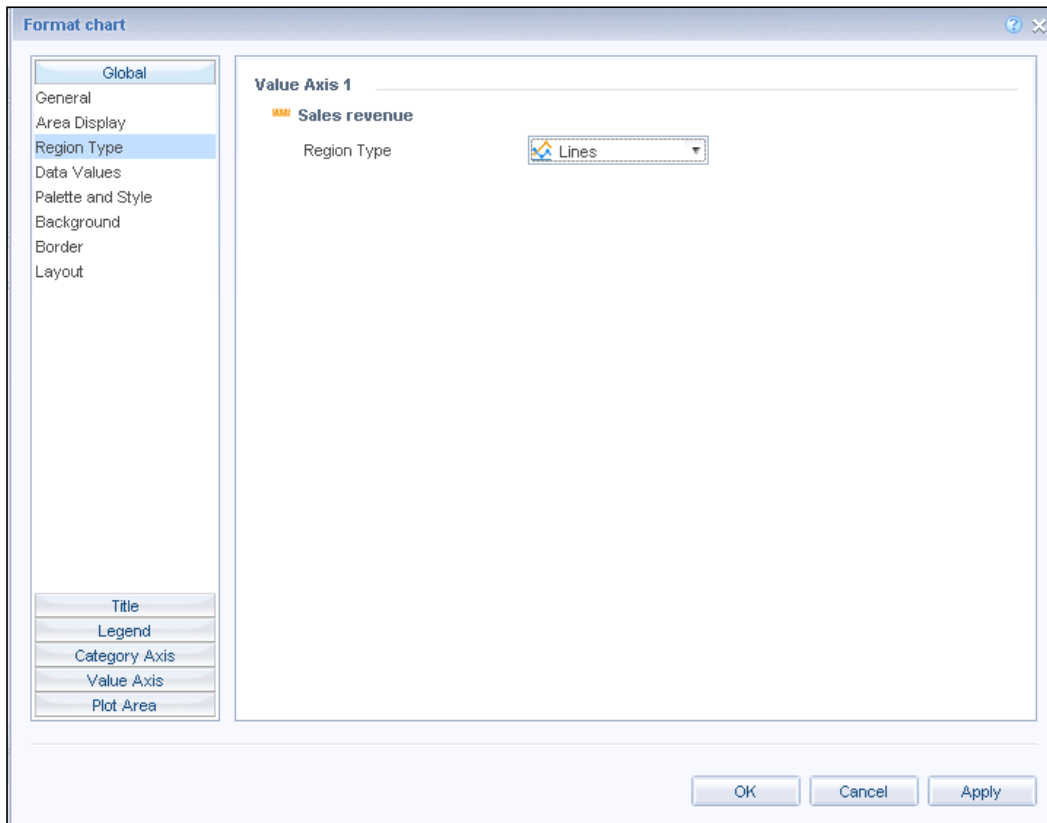 Format chart
Global
General
Area Display
Region Type
Data Values
Palette and Style
Background
Border
Layout
Title
Legend
Category Axis
Value Axis
Plot Area
Value Axis 1
Sales revenue
Region Type
Lines
OK
Cancel
Apply